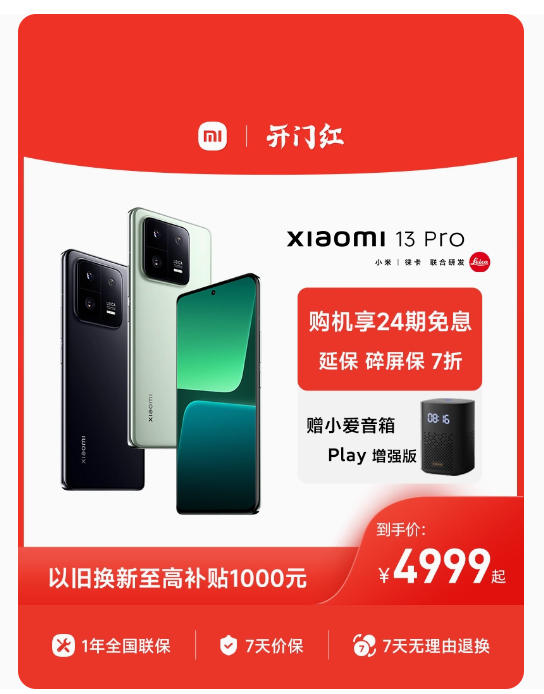 mi 开门红
XIAOMI 13 Pro
小米 | 徕卡 联合研发 Leica
购机享24期免息
延保 碎屏保 7折
赠小爱音箱
Play 增强版
08:16
xiaomi
xiaomi
到手价:
¥4999起
以旧换新至高补贴1000元
1年全国联保 7天价保 7天无理由退换